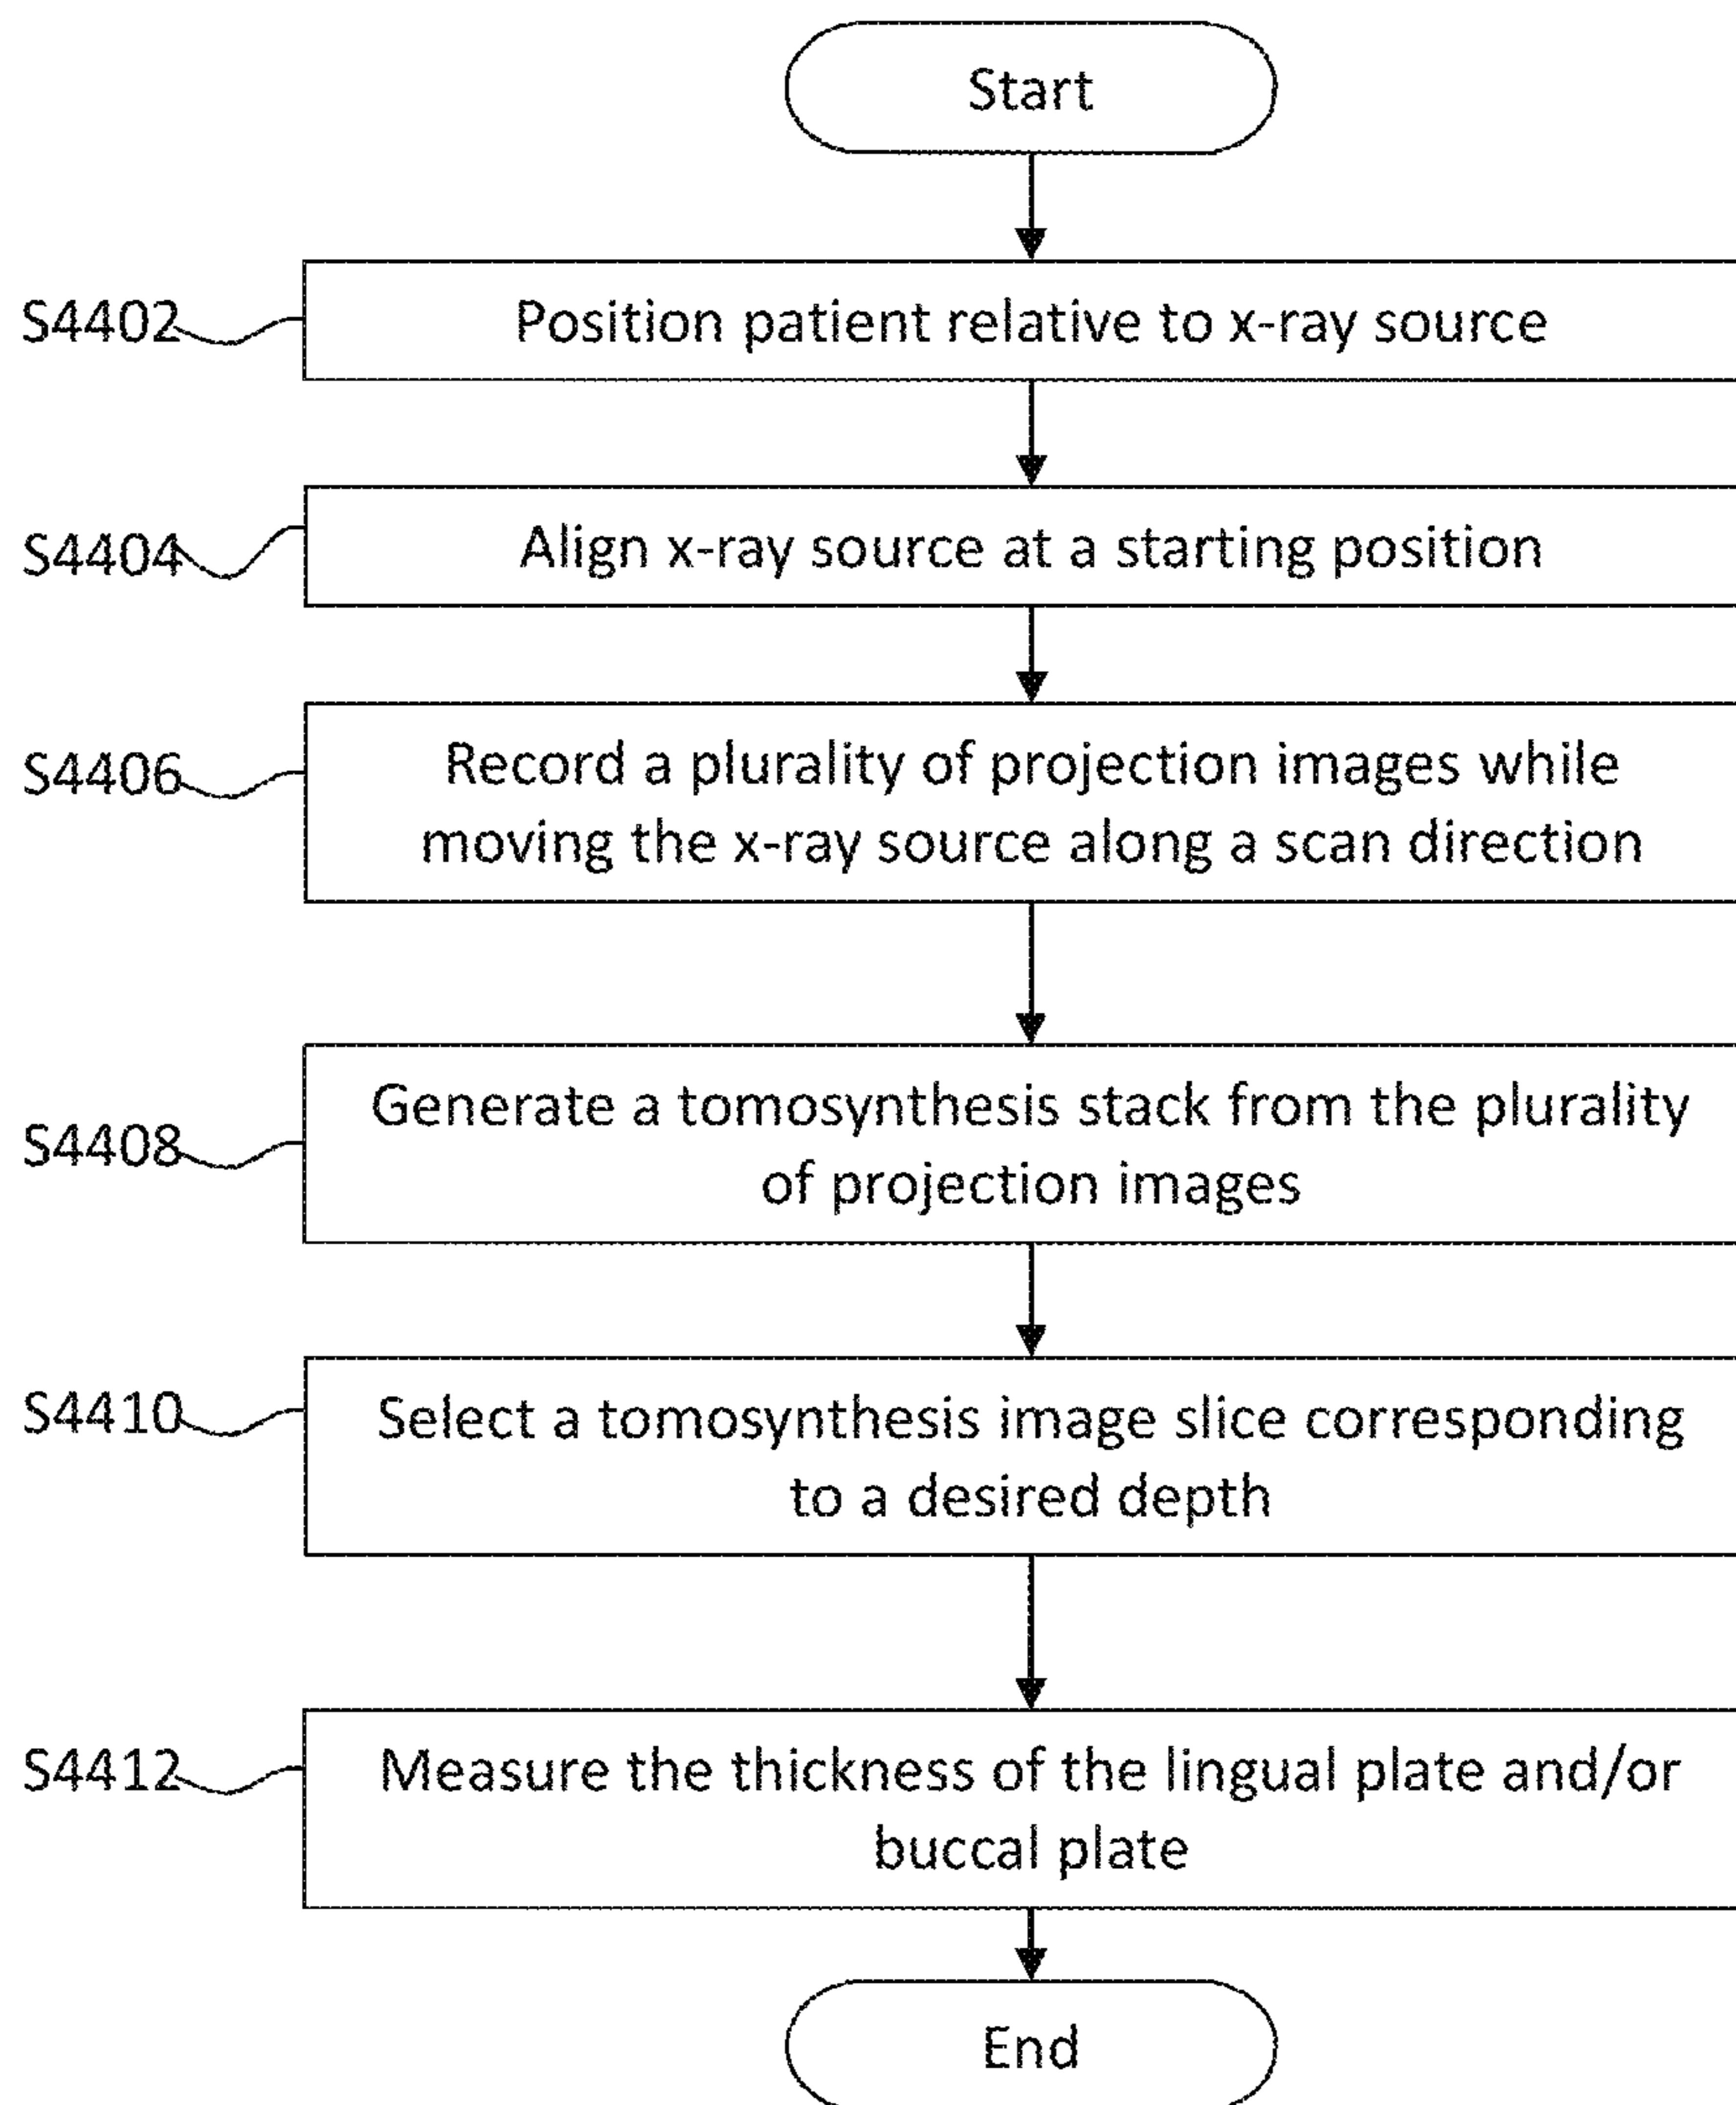 Start
S4402
Position patient relative to x-ray source
S4404
Align x-ray source at a starting position
S4406
Record a plurality of projection images while
moving the x-ray source along a scan direction
S4408
Generate a tomosynthesis stack from the plurality
of projection images
S4410
Select a tomosynthesis image slice corresponding
to a desired depth
S4412
Measure the thickness of the lingual plate and/or
buccal plate
End